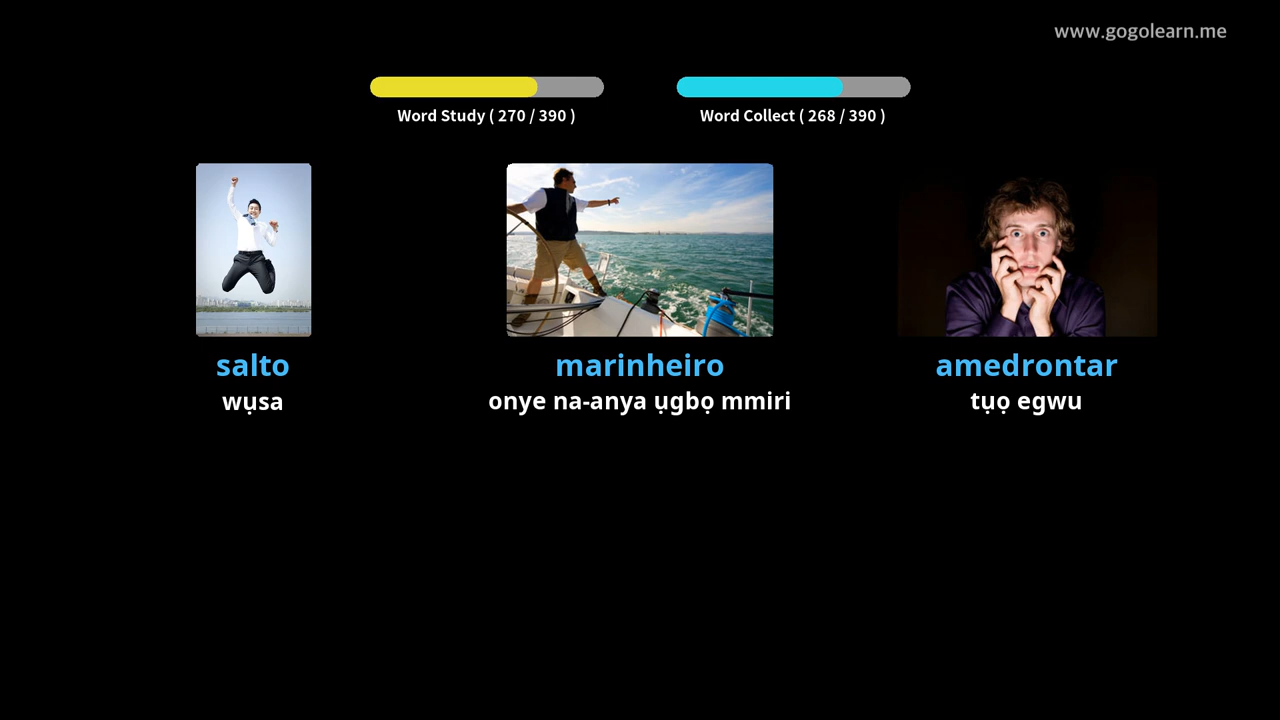 www.gogolearn.me
Word Study ( 270 / 390 )
Word Collect ( 268 / 390 )
salto
wụsa
marinheiro
onye na-anya ụgbọ mmiri
amedrontar
tụọ egwu